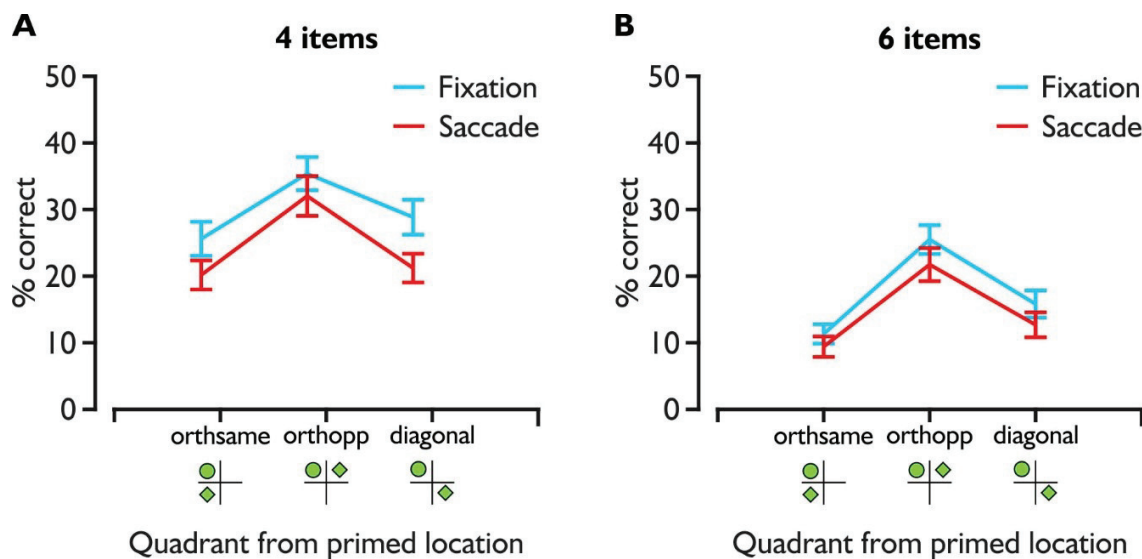 A
4 items
50
40
30
20
10
0
% correct
Fixation
Saccade
orthsame orthopp diagonal
Quadrant from primed location
B
6 items
50
40
30
20
10
0
% correct
Fixation
Saccade
orthsame orthopp diagonal
Quadrant from primed location